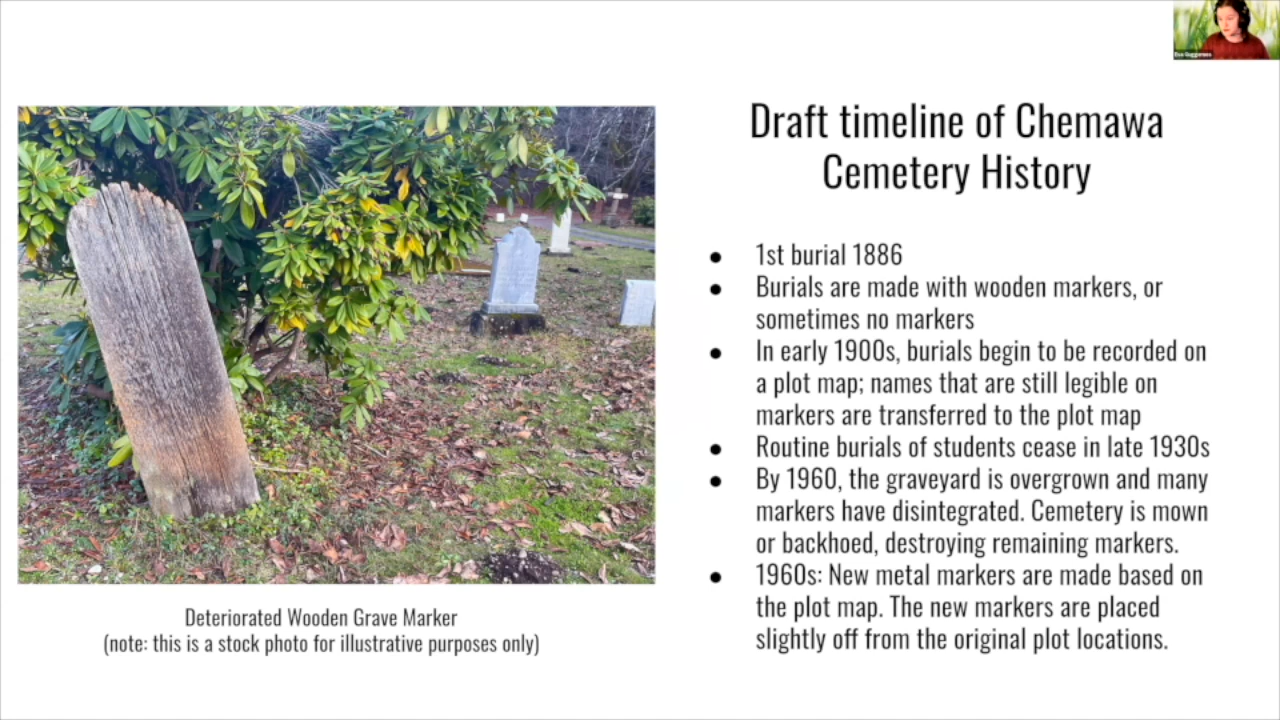 Draft timeline of Chemawa
Cemetery History
● 1st burial 1886
● Burials are made with wooden markers, or
sometimes no markers
● In early 1900s, burials begin to be recorded on
a plot map; names that are still legible on
markers are transferred to the plot map
● Routine burials of students cease in late 1930s
● By 1960, the graveyard is overgrown and many
markers have disintegrated. Cemetery is mown
or backhoed, destroying remaining markers.
● 1960s: New metal markers are made based on
the plot map. The new markers are placed
slightly off from the original plot locations.
Deteriorated Wooden Grave Marker
(note: this is a stock photo for illustrative purposes only)